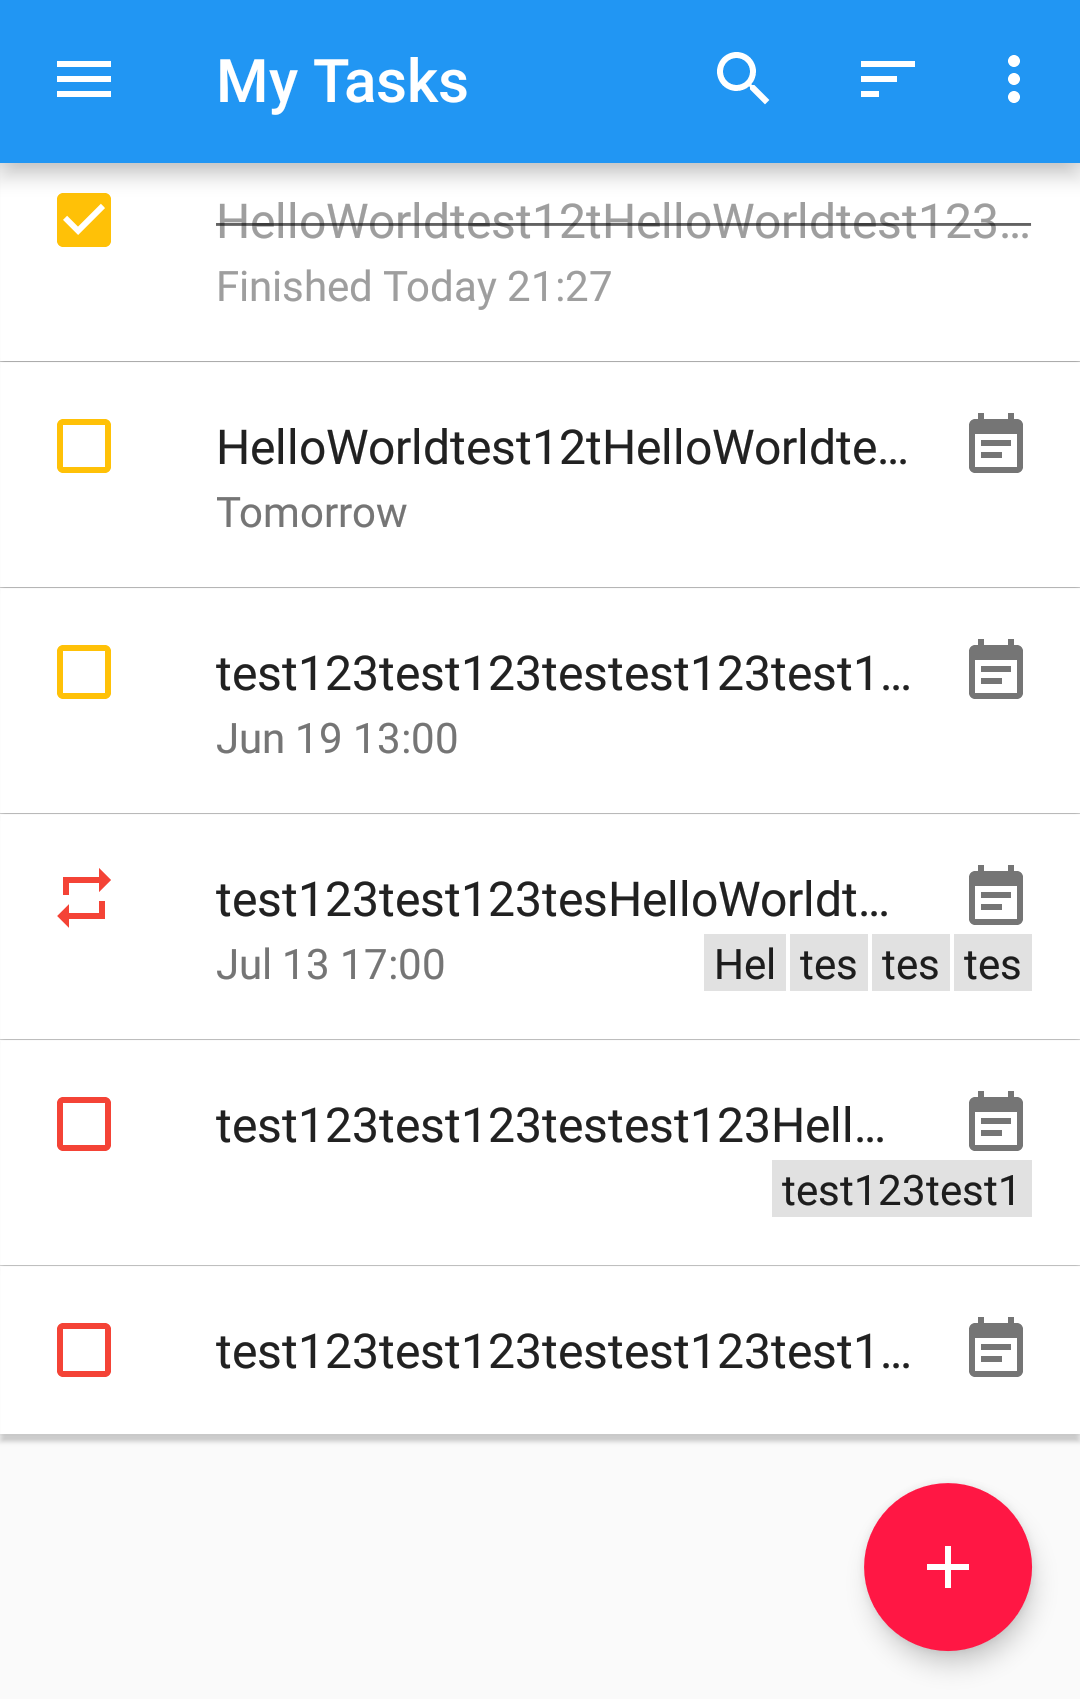 My Tasks
HelloWorldtest12tHelloWorldtest123...
Finished Today 21:27
HelloWorldtest12tHelloWorldte...
Tomorrow
test123test123testest123test1...
Jun 19 13:00
test123test123tesHelloWorldt...
Jul 13 17:00 Hel tes tes tes
test123test123testest123Hell...
test123test1
test123test123testest123test1...